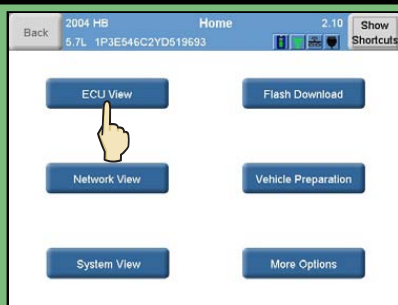 Back
2004 HB Home 2.10
5.7L 1P3E546C2YD519693
Show
Shortcuts
ECU View Flash Download
Network View Vehicle Preparation
System View More Options